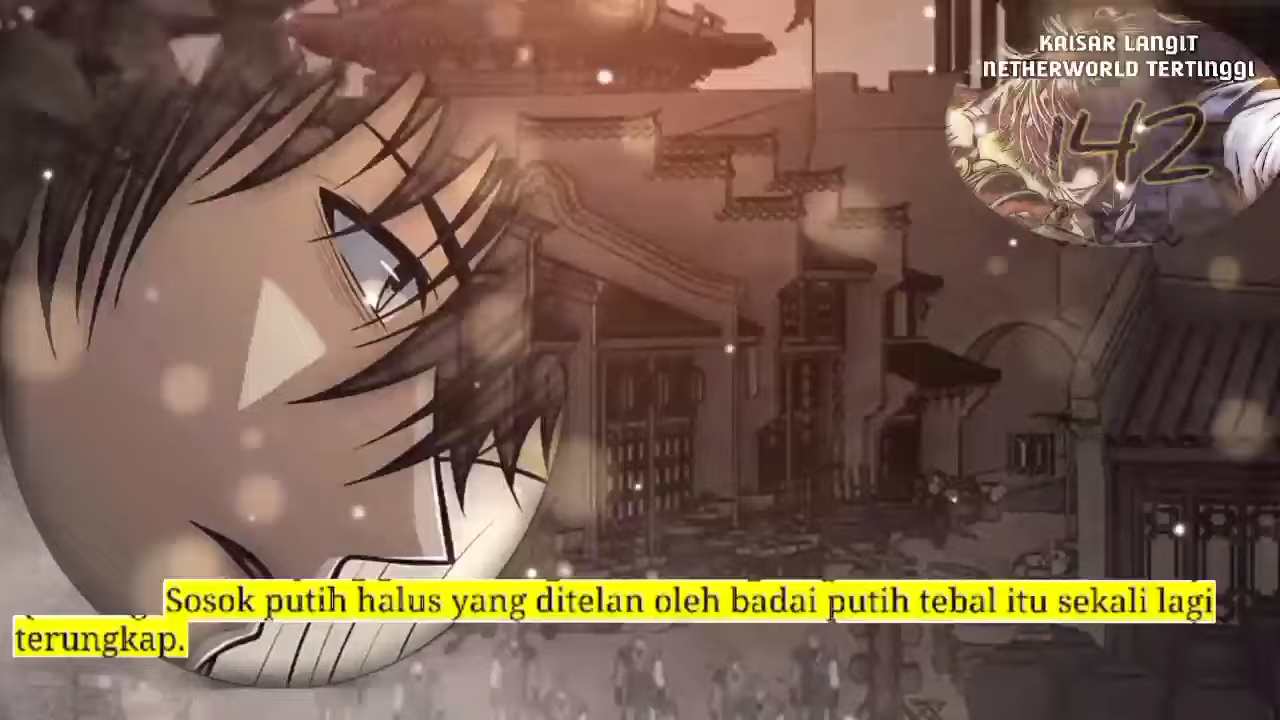 KAISAR LANGIT
NETHERWORLD TERTINGGI
142
Sosok putih halus yang ditelan oleh badai putih tebal itu sekali lagi
terungkap.